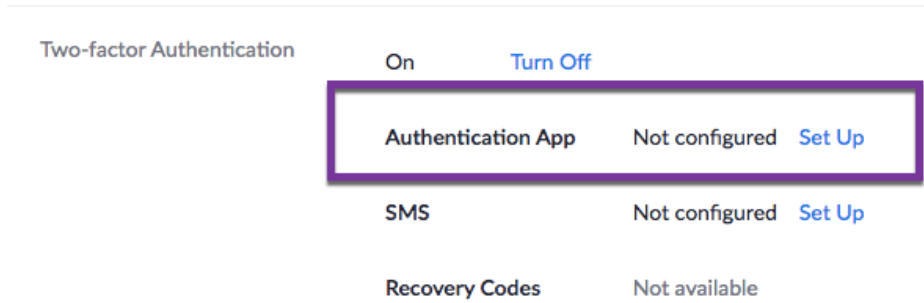 Two-factor Authentication
On Turn Off
Authentication App Not configured Set Up
SMS Not configured Set Up
Recovery Codes Not available